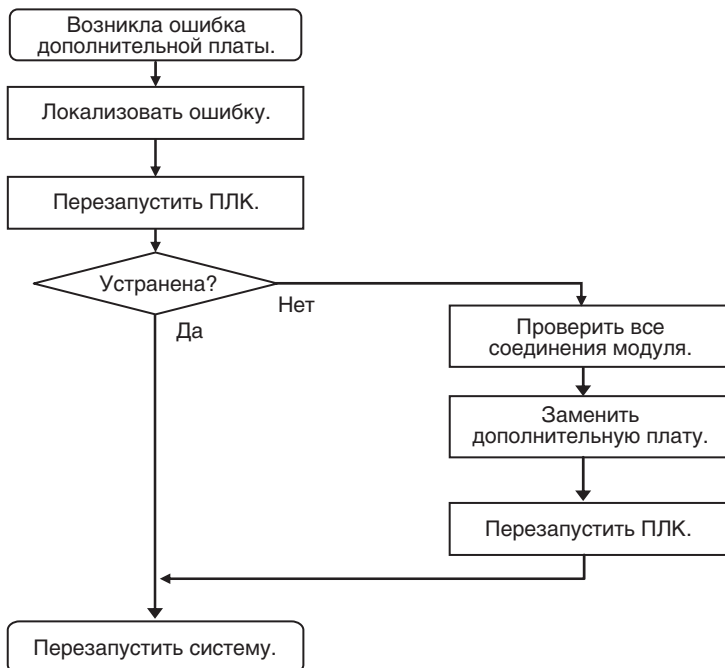 Возникла ошибка
дополнительной платы.
Локализовать ошибку.
Перезапустить ПЛК.
Устранена?
Нет
Да
Проверить все
соединения модуля.
Заменить
дополнительную плату.
Перезапустить ПЛК.
Перезапустить систему.